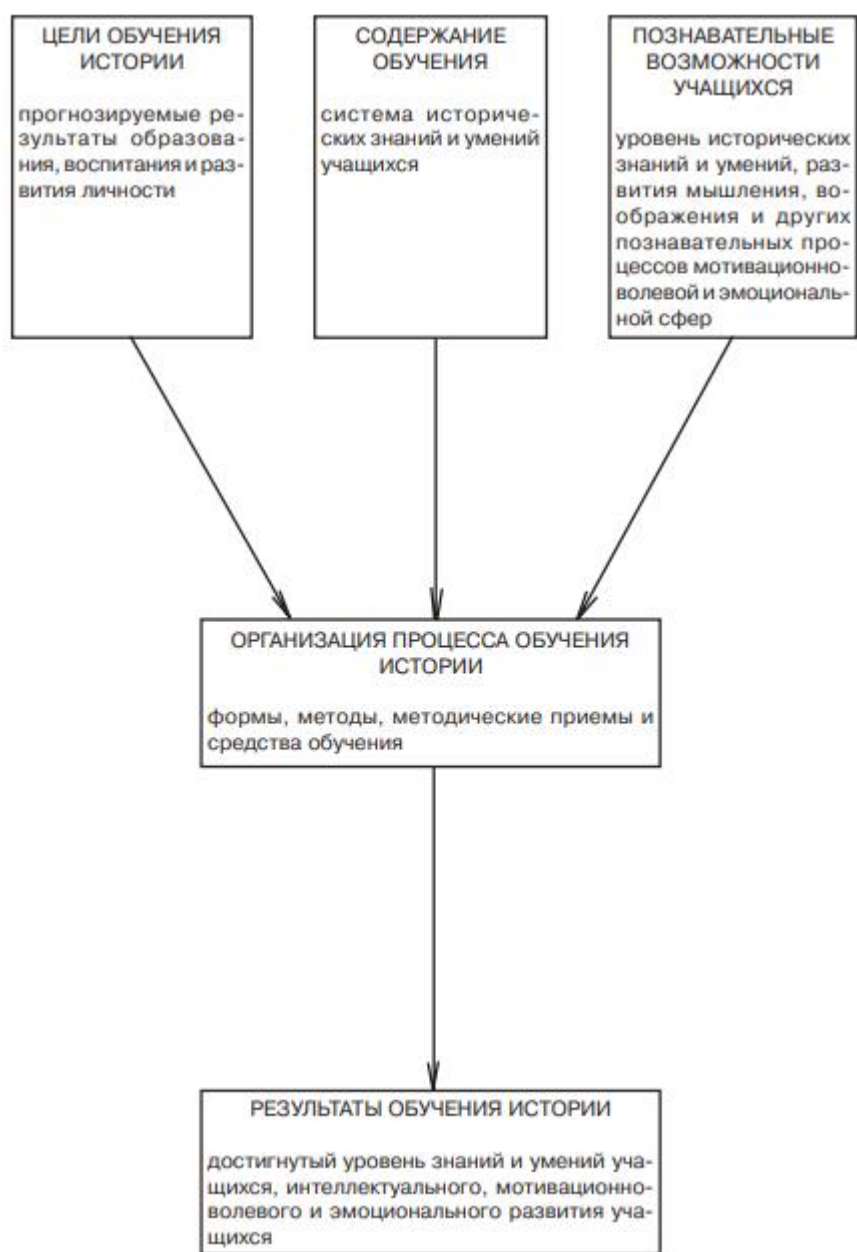 ЦЕЛИ ОБУЧЕНИЯ
ИСТОРИИ
прогнозируемые ре-
зультаты образова-
ния, воспитания и раз-
вития личности
СОДЕРЖАНИЕ
ОБУЧЕНИЯ
система историче-
ских знаний и умений
учащихся
ПОЗНАВАТЕЛЬНЫЕ
ВОЗМОЖНОСТИ
УЧАЩИХСЯ
уровень исторических
знаний и умений, раз-
вития мышления, во-
ображения и других
познавательных про-
цессов мотивационно-
волевой и эмоциональ-
ной сфер
ОРГАНИЗАЦИЯ ПРОЦЕССА ОБУЧЕНИЯ
ИСТОРИИ
формы, методы, методические приемы и
средства обучения
РЕЗУЛЬТАТЫ ОБУЧЕНИЯ ИСТОРИИ
достигнутый уровень знаний и умений уча-
щихся, интеллектуального, мотивационно-
волевого и эмоционального развития уча-
щихся